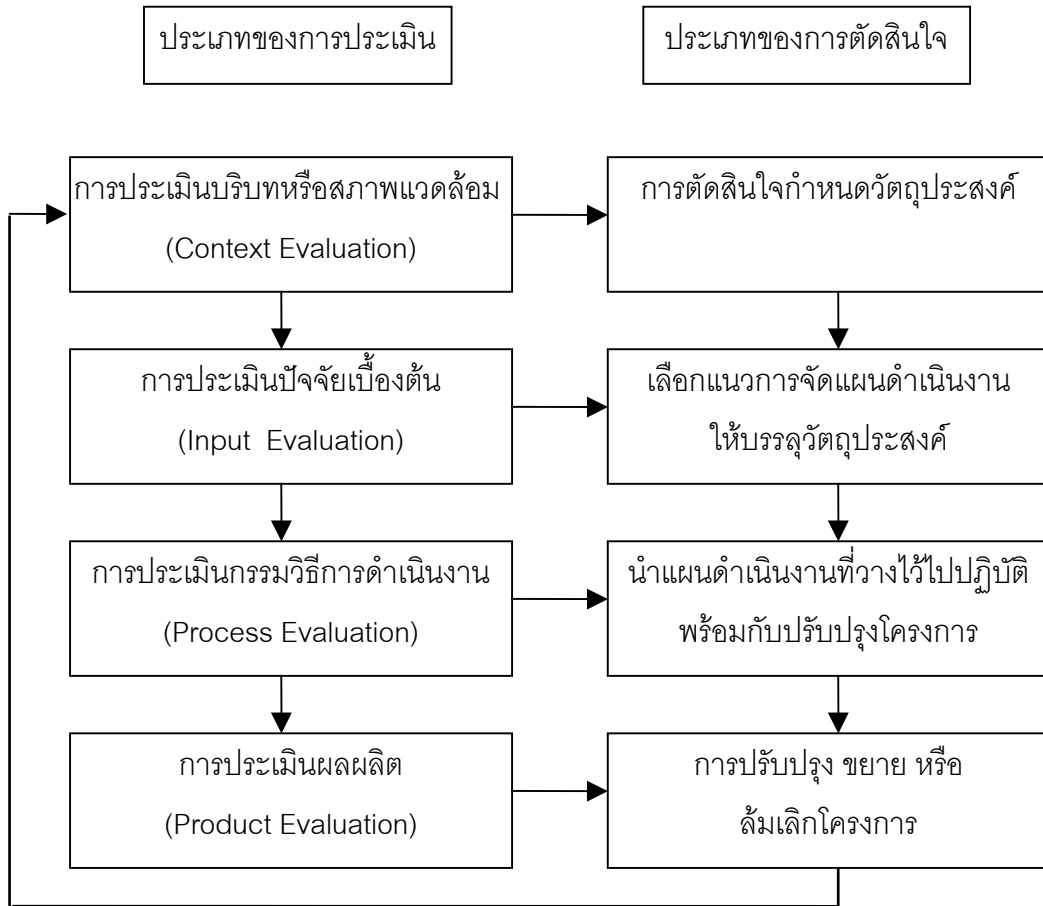 ประเภทของการประเมิน
ประเภทของการตัดสินใจ
การประเมินบริบทหรือสภาพแวดล้อม
(Context Evaluation)
การตัดสินใจกำหนดวัตถุประสงค์
การประเมินปัจจัยเบื้องต้น
(Input Evaluation)
เลือกแนวการจัดแผนดำเนินงาน
ให้บรรลุวัตถุประสงค์
การประเมินกรรมวิธีการดำเนินงาน
(Process Evaluation)
นำแผนดำเนินงานที่วางไว้ไปปฏิบัติ
พร้อมกับปรับปรุงโครงการ
การประเมินผลผลิต
(Product Evaluation)
การปรับปรุง ขยาย หรือ
ล้มเลิกโครงการ